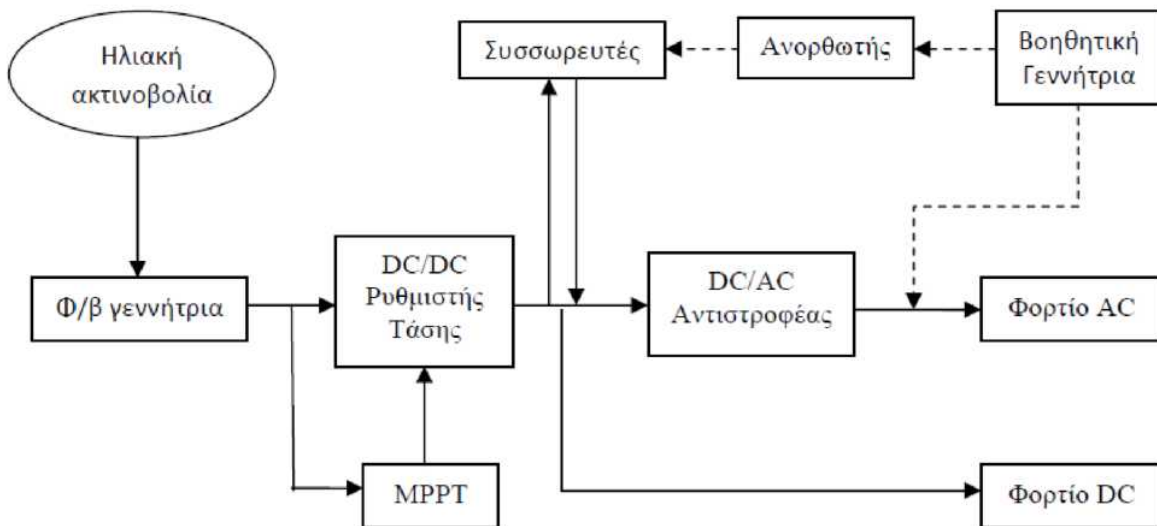 Ηλιακή
ακτινοβολία
Συσσωρευτές
Ανορθωτής
Βοηθητική
Γεννήτρια
Φ/β γεννήτρια
DC/DC
Ρυθμιστής
Τάσης
DC/AC
Αντιστροφέας
Φορτίο AC
MPPT
Φορτίο DC